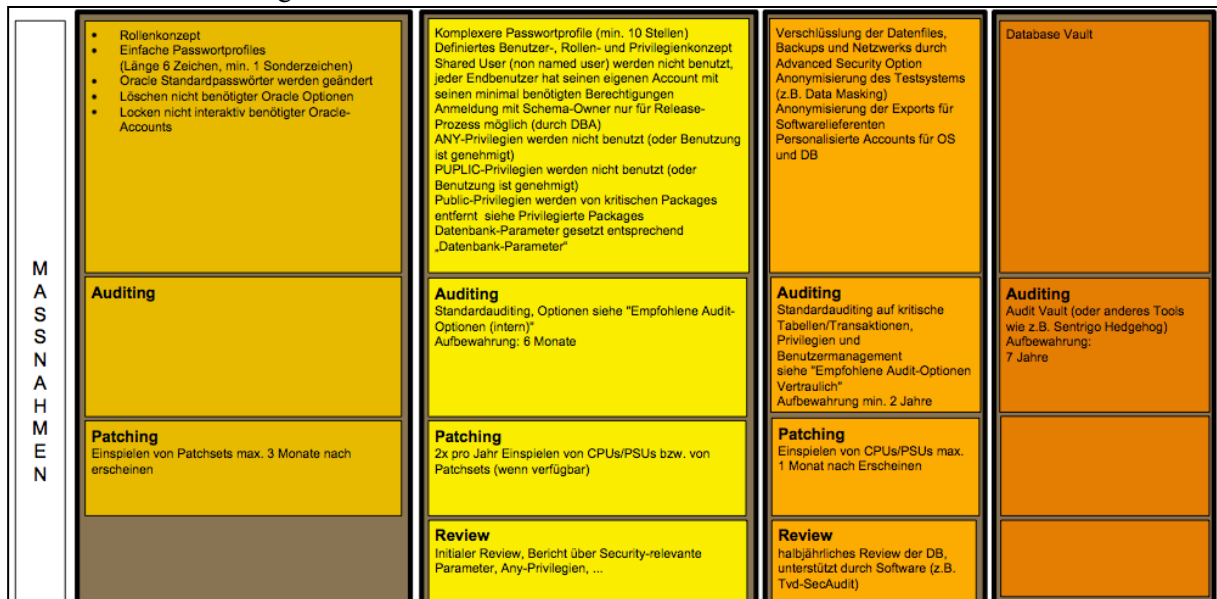 M
A
S
S
N
A
H
M
E
N
• Rollenkonzept
• Einfache Passwortprofiles
(Länge 6 Zeichen, min. 1 Sonderzeichen)
• Oracle Standardpasswörter werden geändert
• Löschen nicht benötigter Oracle Optionen
• Locken nicht interaktiv benötigter Oracle-
Accounts
Auditing
Patching
Einspielen von Patchsets max. 3 Monate nach
erscheinen
Komplexere Passwortprofile (min. 10 Stellen)
Definiertes Benutzer-, Rollen- und Privilegienkonzept
Shared User (non named user) werden nicht benutzt,
jeder Endbenutzer hat seinen eigenen Account mit
seinen minimal benötigten Berechtigungen
Anmeldung mit Schema-Owner nur für Release-
Prozess möglich (durch DBA)
ANY-Privilegien werden nicht benutzt (oder Benutzung
ist genehmigt)
PUPLIC-Privilegien werden nicht benutzt (oder
Benutzung ist genehmigt)
Public-Privilegien werden von kritischen Packages
entfernt siehe Privilegierte Packages
Datenbank-Parameter gesetzt entsprechend
„Datenbank-Parameter“
Auditing
Standardauditing, Optionen siehe "Empfohlene Audit-
Optionen (intern)"
Aufbewahrung: 6 Monate
Patching
2x pro Jahr Einspielen von CPUs/PSUs bzw. von
Patchsets (wenn verfügbar)
Review
Initialer Review, Bericht über Security-relevante
Parameter, Any-Privilegien, ...
Verschlüsslung der Datenfiles,
Backups und Netzwerks durch
Advanced Security Option
Anonymisierung des Testsystems
(z.B. Data Masking)
Anonymisierung der Exports für
Softwarelieferenten
Personalisierte Accounts für OS
und DB
Auditing
Standardauditing auf kritische
Tabellen/Transaktionen,
Privilegien und
Benutzermanagement
siehe "Empfohlene Audit-Optionen
Vertraulich"
Aufbewahrung min. 2 Jahre
Patching
Einspielen von CPUs/PSUs max.
1 Monat nach Erscheinen
Review
halbjährliches Review der DB,
unterstützt durch Software (z.B.
Tvd-SecAudit)
Database Vault
Auditing
Audit Vault (oder anderes Tools
wie z.B. Sentrigo Hedgehog)
Aufbewahrung:
7 Jahre